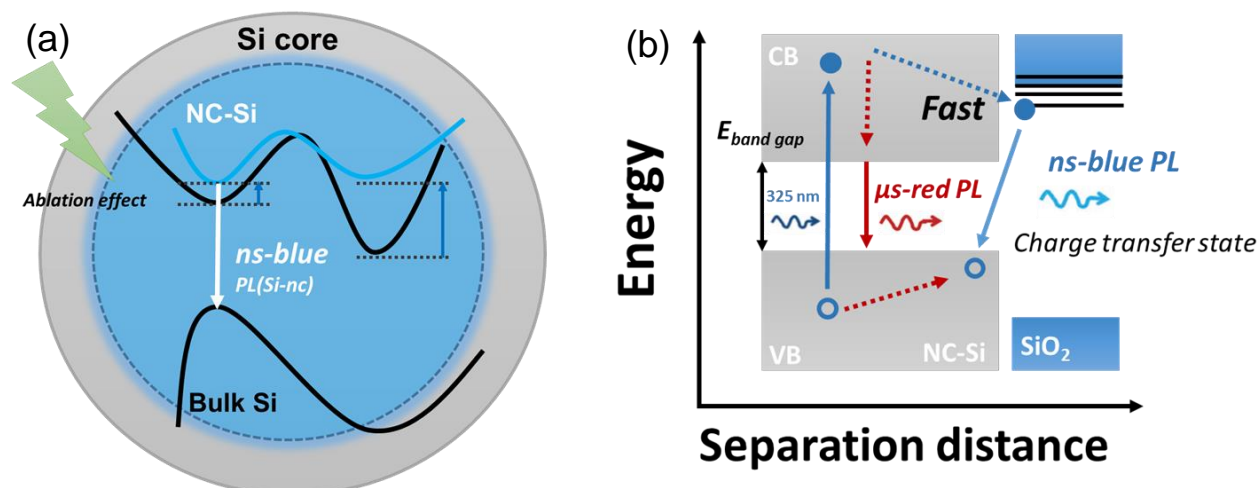 (a)
Si core
NC-Si
Ablation effect
ns-blue
PL(Si-nc)
Bulk Si
(b)
Energy
CB
Fast
E band gap
325 nm
μs-red PL
ns-blue PL
Charge transfer state
VB
NC-Si
SiO₂
Separation distance